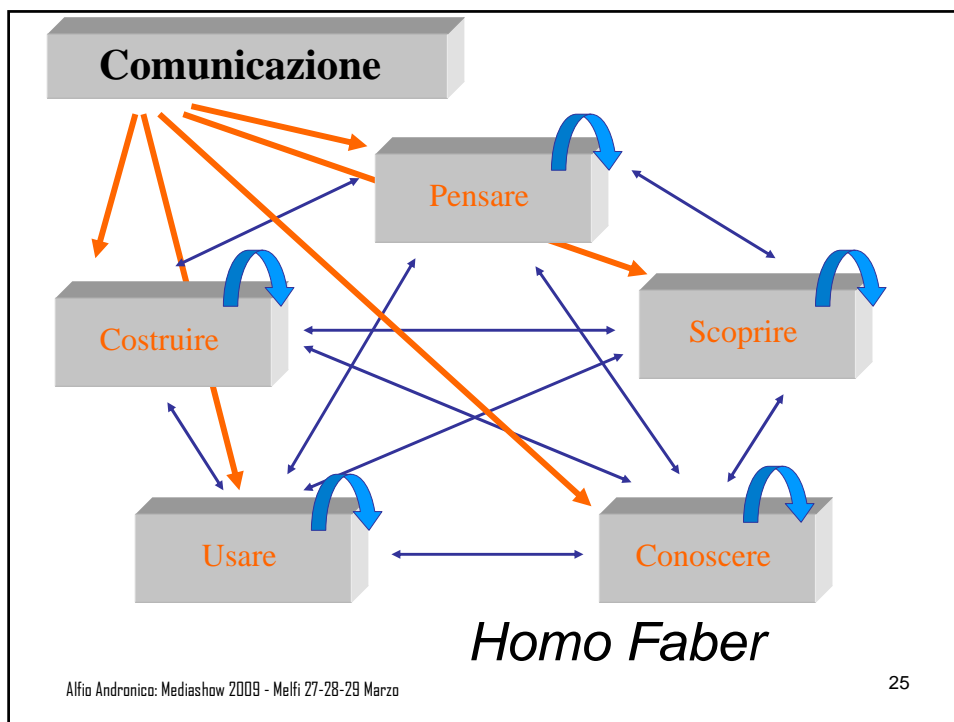 Comunicazione
Pensare
Costruire
Scoprire
Usare
Conoscere
Homo Faber
Alfio Andronico: Mediashow 2009 - Melfi 27-28-29 Marzo
25